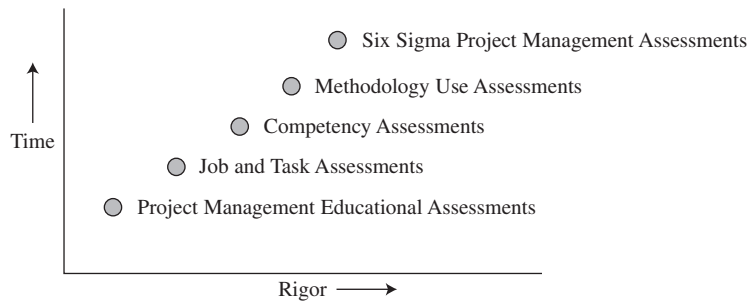 Six Sigma Project Management Assessments
Methodology Use Assessments
Time
Competency Assessments
Job and Task Assessments
Project Management Educational Assessments
Rigor